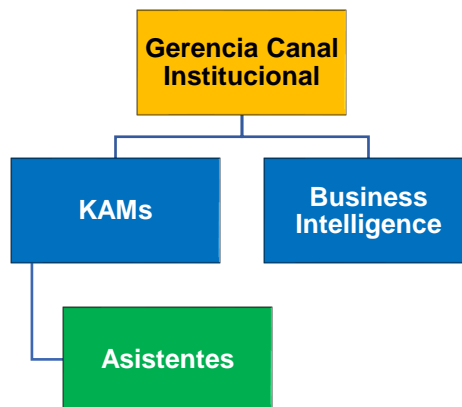 Gerencia Canal
Institucional
KAMs
Business
Intelligence
Asistentes